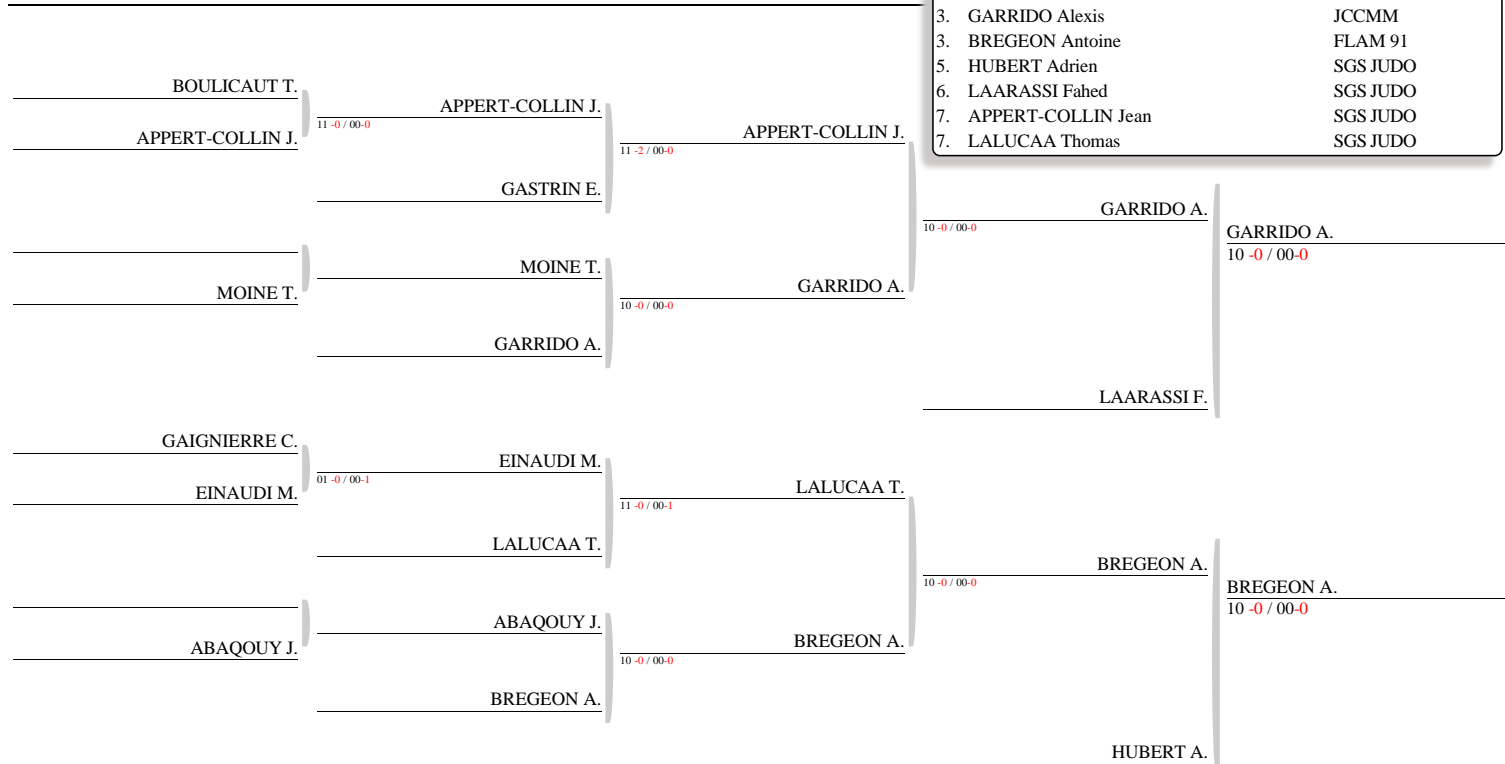 3. GARRIDO Alexis JCCMM
3. BREGEON Antoine FLAM 91
5. HUBERT Adrien SGS JUDO
6. LAARASSI Fahed SGS JUDO
7. APPERT-COLLIN Jean SGS JUDO
7. LALUCAA Thomas SGS JUDO
BOULICAUT T.
APPERT-COLLIN J.
MOINE T.
GAIGNIERRE C.
EINAUDI M.
ABAQOUY J.
APPERT-COLLIN J.
11 -0 / 00-0
GASTRIN E.
MOINE T.
GARRIDO A.
EINAUDI M.
01 -0 / 00-1
LALUCAA T.
ABAQOUY J.
BREGEON A.
APPERT-COLLIN J.
11 -2 / 00-0
GARRIDO A.
10 -0 / 00-0
LALUCAA T.
11 -0 / 00-1
BREGEON A.
10 -0 / 00-0
GARRIDO A.
10 -0 / 00-0
LAARASSI F.
BREGEON A.
10 -0 / 00-0
HUBERT A.
GARRIDO A.
10 -0 / 00-0
BREGEON A.
10 -0 / 00-0